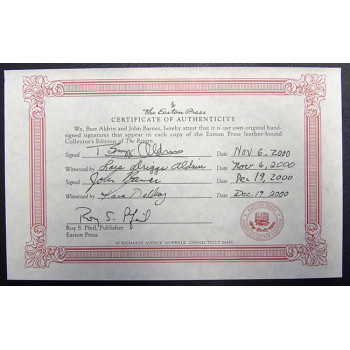 The Easton Press
CERTIFICATE OF AUTHENTICITY
We, Buzz Aldrin and John Barnes, hereby attest that it is our own original hand-
signed signatures that appear in each copy of the Easton Press leather-bound
Collector's Edition of The Return.
Signed Buzz Aldrin Date Nov 6, 2000
Witnessed by Lois Driggs Aldrin Date Nov 6, 2000
Signed John Barnes Date Dec 19, 2000
Witnessed by Date Dec 19, 2000
Roy S. Pfeil
Roy S. Pfeil, Publisher
Easton Press
47 RICHARDS AVENUE, NORWALK, CONNECTICUT 06857